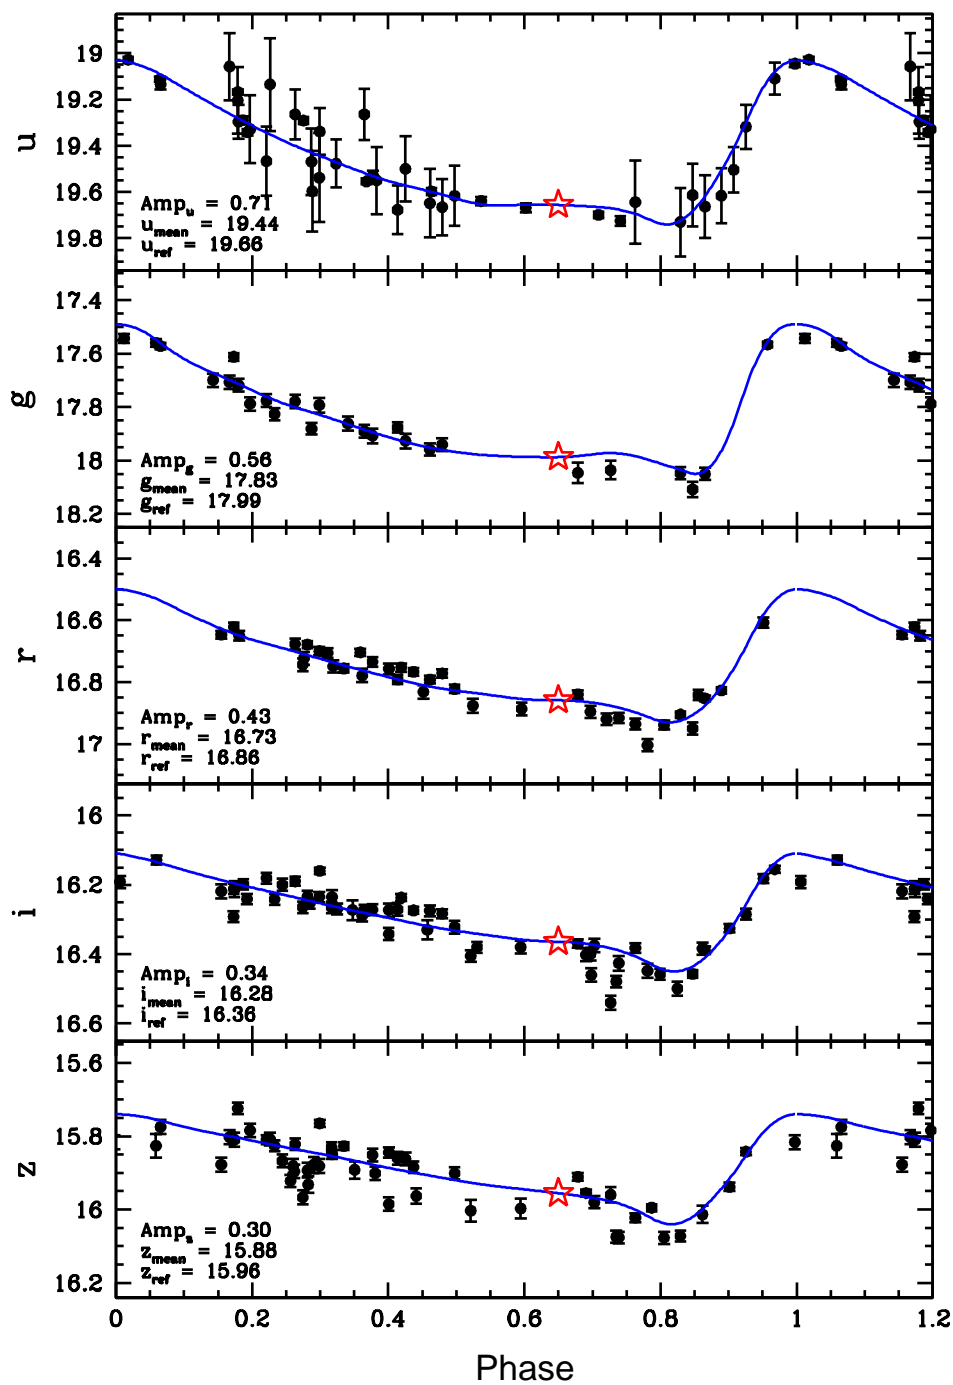 19
19.2
19.4
19.6
19.8
u
Amp_u = 0.71
u_mean = 19.44
u_ref = 19.66
17.4
17.6
17.8
18
18.2
g
Amp_g = 0.56
g_mean = 17.83
g_ref = 17.99
16.4
16.6
16.8
17
r
Amp_r = 0.43
r_mean = 16.73
r_ref = 16.86
16
16.2
16.4
16.6
i
Amp_i = 0.34
i_mean = 16.28
i_ref = 16.36
15.6
15.8
16
16.2
z
Amp_z = 0.30
z_mean = 15.88
z_ref = 15.96
0 0.2 0.4 0.6 0.8 1 1.2
Phase